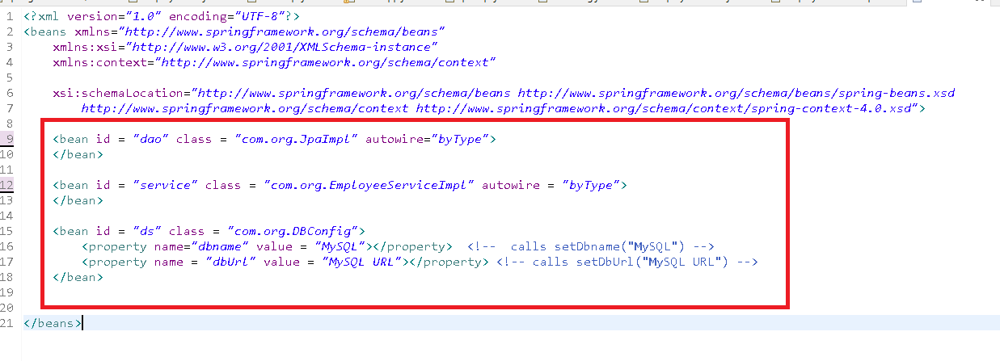 1 <?xml version="1.0" encoding="UTF-8"?>
2 <beans xmlns="http://www.springframework.org/schema/beans"
3 xmlns:xsi="http://www.w3.org/2001/XMLSchema-instance"
4 xmlns:context="http://www.springframework.org/schema/context"
5
6 xsi:schemaLocation="http://www.springframework.org/schema/beans http://www.springframework.org/schema/beans/spring-beans.xsd
7 http://www.springframework.org/schema/context http://www.springframework.org/schema/context/spring-context-4.0.xsd">
8
9 <bean id = "dao" class = "com.org.JpaImpl" autowire="byType">
10 </bean>
11
12 <bean id = "service" class = "com.org.EmployeeServiceImpl" autowire = "byType">
13 </bean>
14
15 <bean id = "ds" class = "com.org.DBConfig">
16 <property name="dbname" value = "MySQL"></property> <!-- calls setDbname("MySQL") -->
17 <property name = "dbUrl" value = "MySQL URL"></property> <!-- calls setDbUrl("MySQL URL") -->
18 </bean>
19
20
21 </beans>